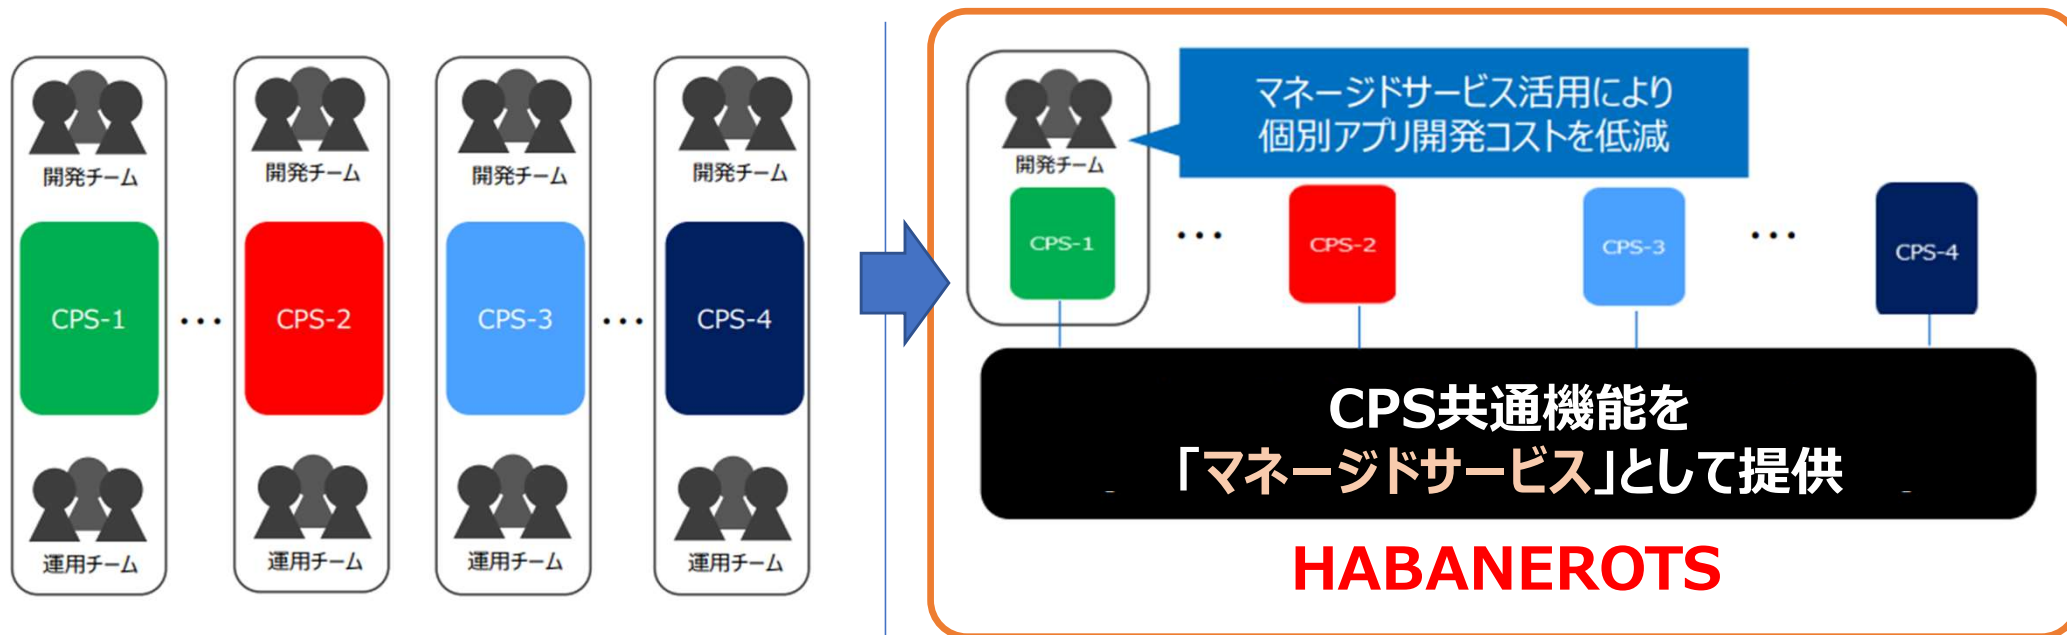 開発チーム
開発チーム
開発チーム
開発チーム
CPS-1
…
CPS-2
CPS-3
…
CPS-4
運用チーム
運用チーム
運用チーム
運用チーム
マネージドサービス活用により
個別アプリ開発コストを低減
開発チーム
CPS-1
…
CPS-2
CPS-3
…
CPS-4
CPS共通機能を
「マネージドサービス」として提供
HABANEROTS